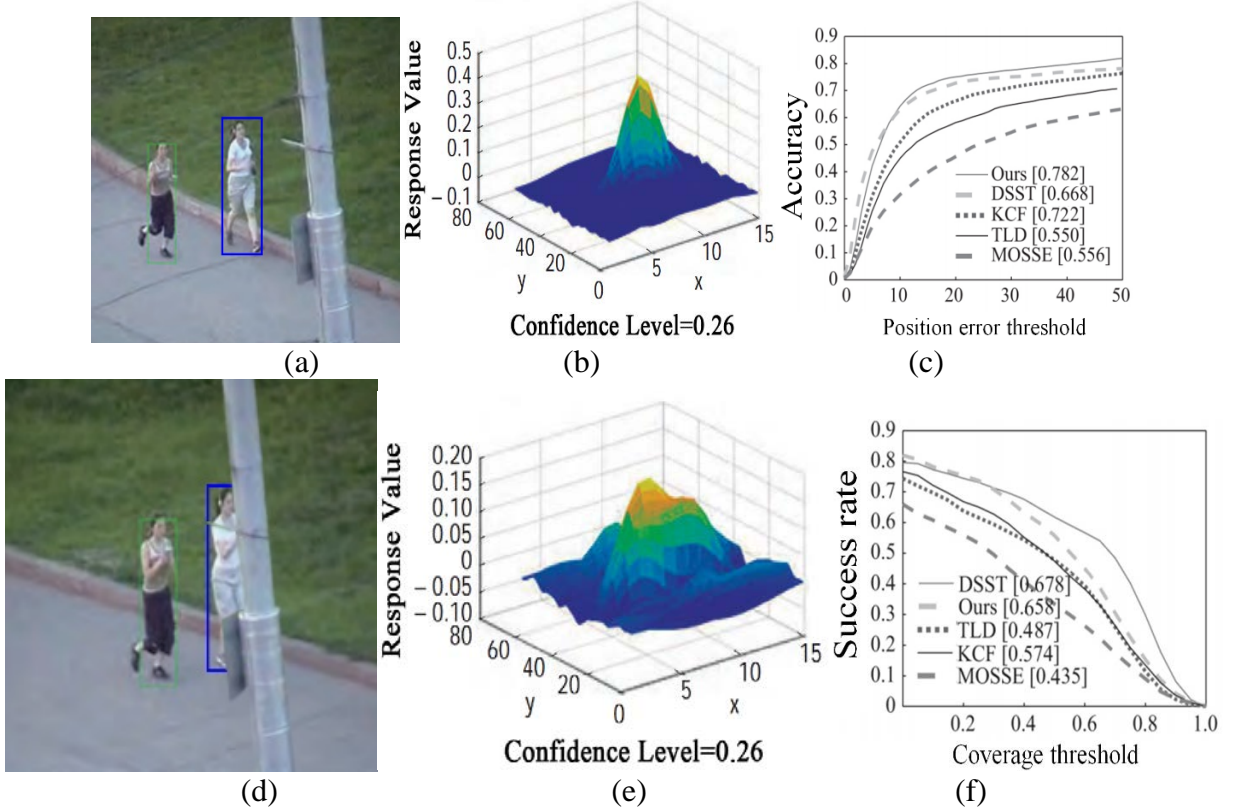 0.5
0.4
0.3
0.2
0.1
0
−0.1
Response Value
80
60
40
20
0
y
5
10
15
x
Confidence Level=0.26
0.9
0.8
0.7
0.6
0.5
0.4
0.3
0.2
0.1
0
Accuracy
Ours [0.782]
DSST [0.668]
KCF [0.722]
TLD [0.550]
MOSSE [0.556]
0 10 20 30 40 50
Position error threshold
(a) (b) (c)
0.20
0.15
0.10
0.05
0
−0.05
−0.10
Response Value
80
60
40
20
0
y
5
10
15
x
Confidence Level=0.26
0.9
0.8
0.7
0.6
0.5
0.4
0.3
0.2
0.1
0
Success rate
DSST [0.678]
Ours [0.658]
TLD [0.487]
KCF [0.574]
MOSSE [0.435]
0.2 0.4 0.6 0.8 1.0
Coverage threshold
(d) (e) (f)